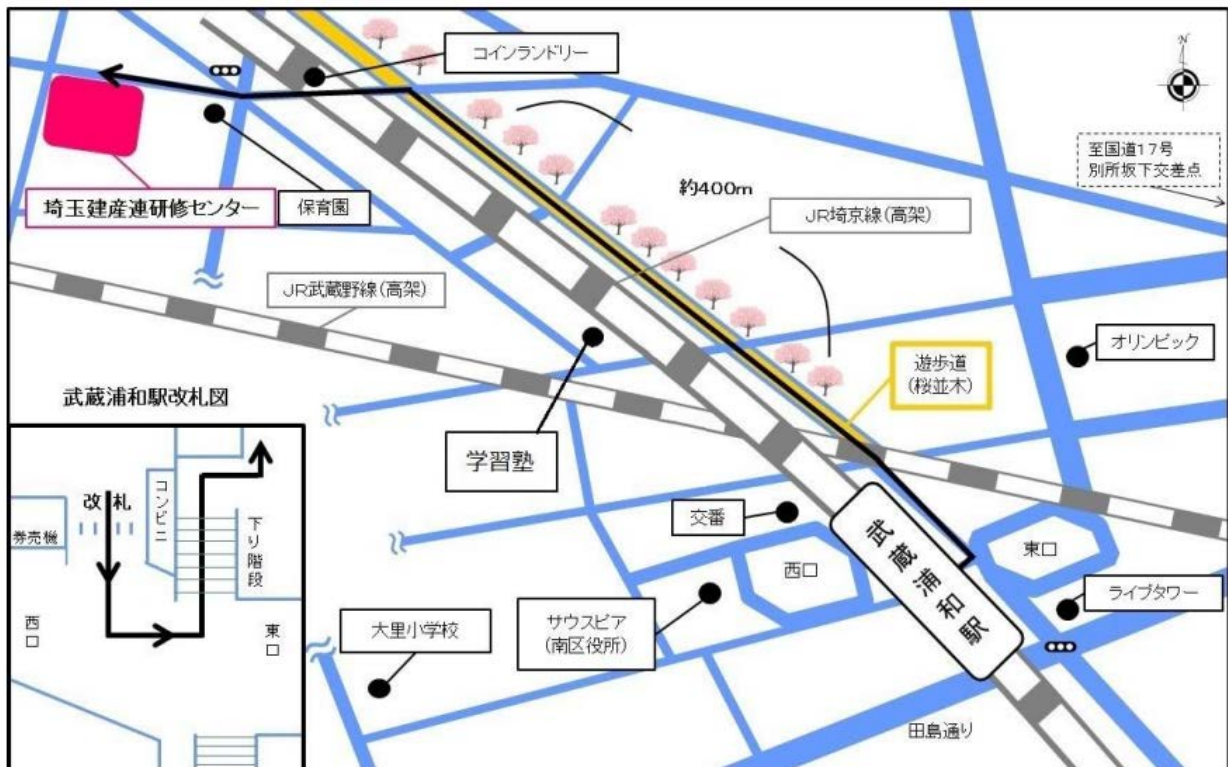 コインランドリー
N
至国道17号
別所坂下交差点
埼玉建産連研修センター
保育園
約400m
JR埼京線(高架)
JR武蔵野線(高架)
オリンピック
遊歩道
(桜並木)
武蔵浦和駅改札図
学習塾
交番
武蔵浦和駅
東口
西口
ライブタワー
サウスピア
(南区役所)
大里小学校
田島通り
改札
コンビニ
券売機
下り階段
西口
東口